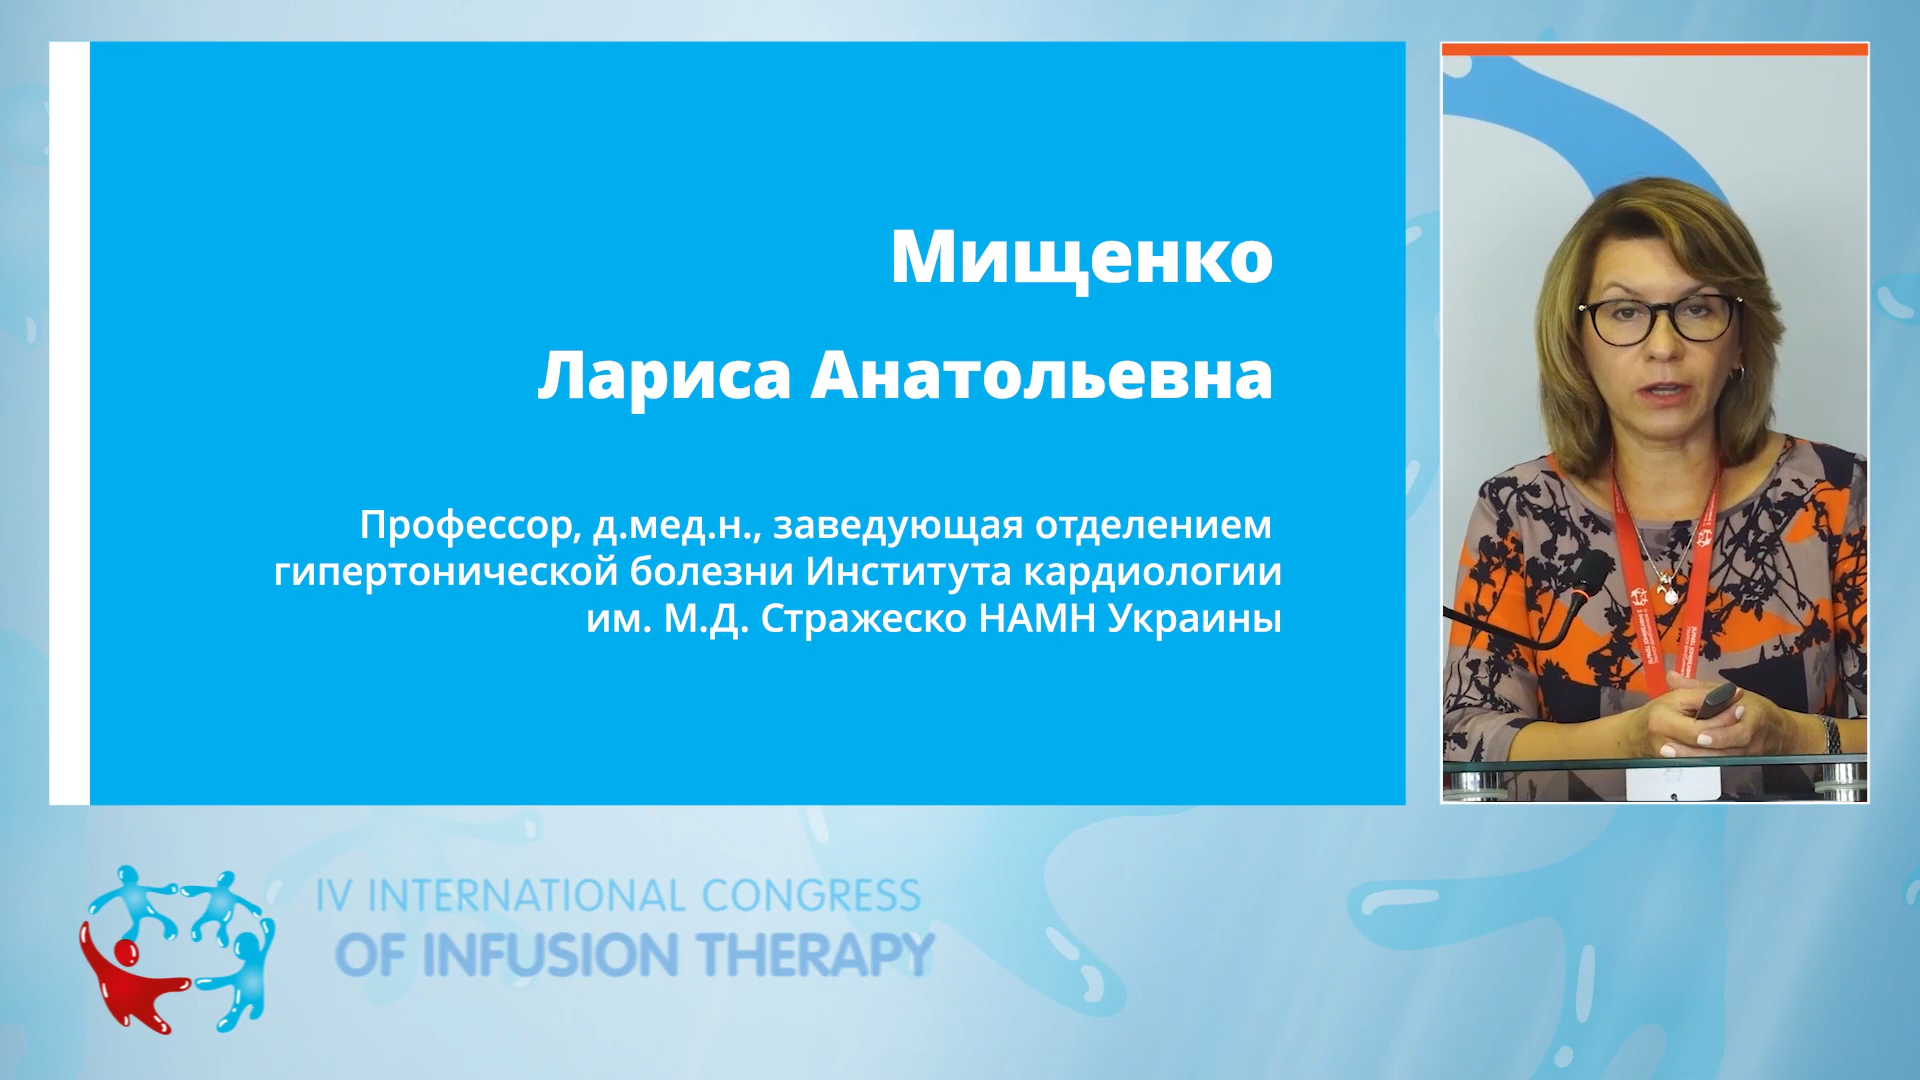 Мищенко
Лариса Анатольевна
Профессор, д.мед.н., заведующая отделением
гипертонической болезни Института кардиологии
им. М.Д. Стражеско НАМН Украины
IV INTERNATIONAL CONGRESS
OF INFUSION THERAPY